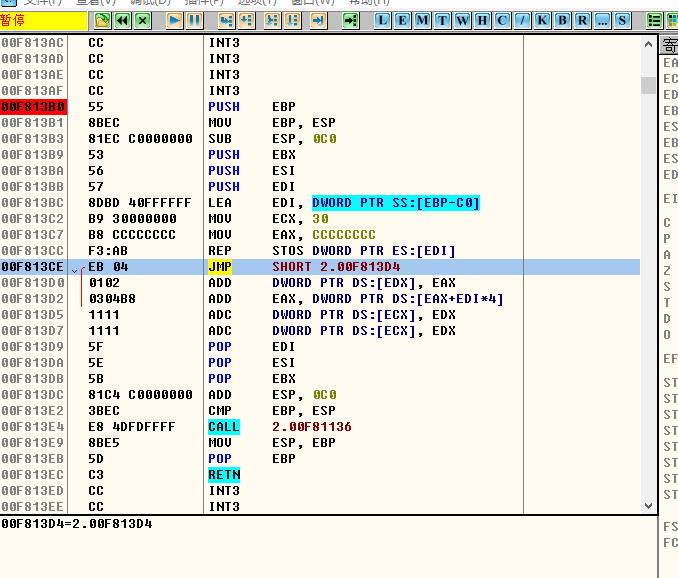 文件(F) 查看(V) 调试(D) 插件(P) 选项(T) 窗口(W) 帮助(H)
暂停 L E M T W H C / K B R ... S
00F813AC CC INT3
00F813AD CC INT3
00F813AE CC INT3
00F813AF CC INT3
00F813B0 55 PUSH EBP
00F813B1 8BEC MOV EBP, ESP
00F813B3 81EC C0000000 SUB ESP, 0C0
00F813B9 53 PUSH EBX
00F813BA 56 PUSH ESI
00F813BB 57 PUSH EDI
00F813BC 8DBD 40FFFFFF LEA EDI, DWORD PTR SS:[EBP-C0]
00F813C2 B9 30000000 MOV ECX, 30
00F813C7 B8 CCCCCCCC MOV EAX, CCCCCCCC
00F813CC F3:AB REP STOS DWORD PTR ES:[EDI]
00F813CE EB 04 JMP SHORT 2.00F813D4
00F813D0 0102 ADD DWORD PTR DS:[EDX], EAX
00F813D2 0304B8 ADD EAX, DWORD PTR DS:[EAX+EDI*4]
00F813D5 1111 ADC DWORD PTR DS:[ECX], EDX
00F813D7 1111 ADC DWORD PTR DS:[ECX], EDX
00F813D9 5F POP EDI
00F813DA 5E POP ESI
00F813DB 5B POP EBX
00F813DC 81C4 C0000000 ADD ESP, 0C0
00F813E2 3BEC CMP EBP, ESP
00F813E4 E8 4DFDFFFF CALL 2.00F81136
00F813E9 8BE5 MOV ESP, EBP
00F813EB 5D POP EBP
00F813EC C3 RETN
00F813ED CC INT3
00F813EE CC INT3
00F813D4=2.00F813D4
寄
EA
EC
ED
EB
ES
EB
ES
ED
EI
C
P
A
Z
S
T
D
O
EF
ST
ST
ST
ST
ST
ST
ST
ST
FS
FC